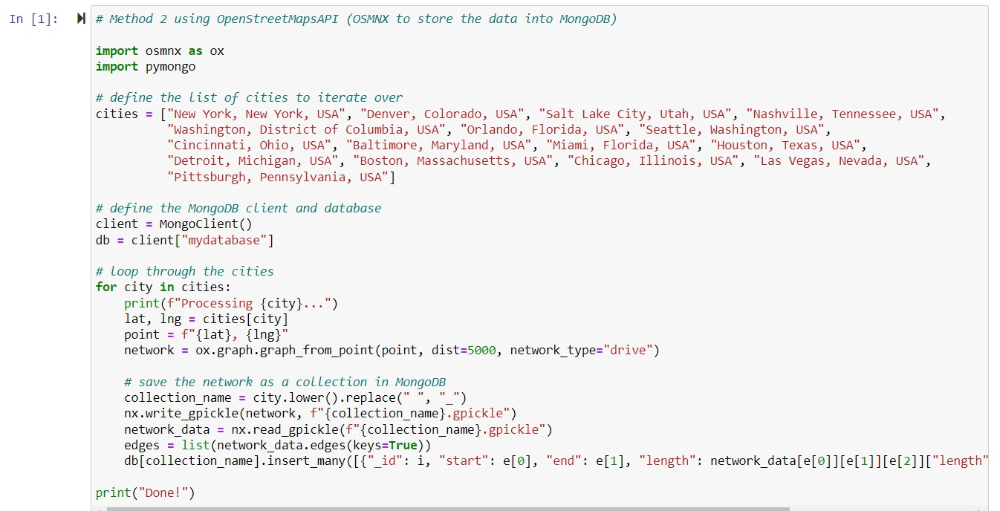 In [1]:
# Method 2 using OpenStreetMapsAPI (OSMNX to store the data into MongoDB)
import osmnx as ox
import pymongo
# define the list of cities to iterate over
cities = ["New York, New York, USA", "Denver, Colorado, USA", "Salt Lake City, Utah, USA", "Nashville, Tennessee, USA",
"Washington, District of Columbia, USA", "Orlando, Florida, USA", "Seattle, Washington, USA",
"Cincinnati, Ohio, USA", "Baltimore, Maryland, USA", "Miami, Florida, USA", "Houston, Texas, USA",
"Detroit, Michigan, USA", "Boston, Massachusetts, USA", "Chicago, Illinois, USA", "Las Vegas, Nevada, USA",
"Pittsburgh, Pennsylvania, USA"]
# define the MongoDB client and database
client = MongoClient()
db = client["mydatabase"]
# loop through the cities
for city in cities:
    print(f"Processing {city}...")
    lat, lng = cities[city]
    point = f"{lat}, {lng}"
    network = ox.graph.graph_from_point(point, dist=5000, network_type="drive")
    # save the network as a collection in MongoDB
    collection_name = city.lower().replace(" ", "_")
    nx.write_gpickle(network, f"{collection_name}.gpickle")
    network_data = nx.read_gpickle(f"{collection_name}.gpickle")
    edges = list(network_data.edges(keys=True))
    db[collection_name].insert_many([{"_id": i, "start": e[0], "end": e[1], "length": network_data[e[0]][e[1]][e[2]]["length"
print("Done!")